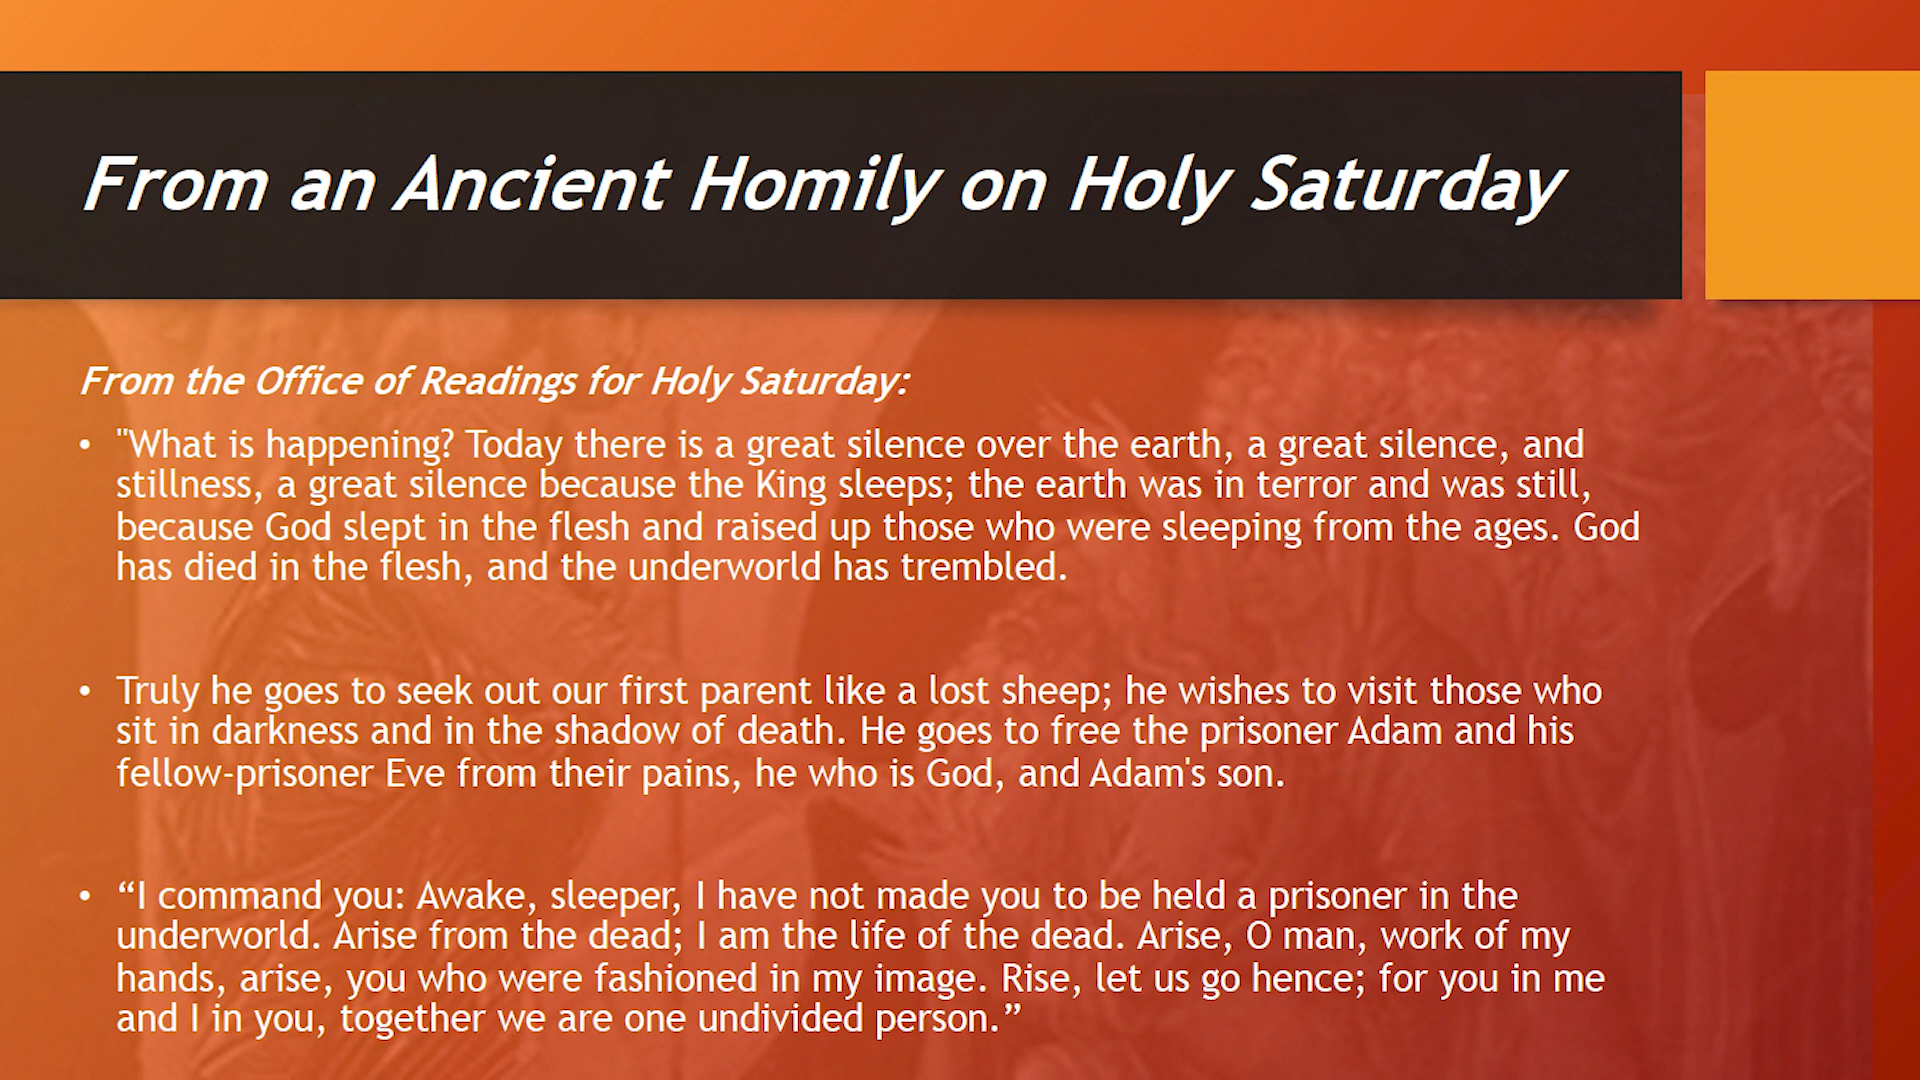 From an Ancient Homily on Holy Saturday
From the Office of Readings for Holy Saturday:
• "What is happening? Today there is a great silence over the earth, a great silence, and
stillness, a great silence because the King sleeps; the earth was in terror and was still,
because God slept in the flesh and raised up those who were sleeping from the ages. God
has died in the flesh, and the underworld has trembled.
• Truly he goes to seek out our first parent like a lost sheep; he wishes to visit those who
sit in darkness and in the shadow of death. He goes to free the prisoner Adam and his
fellow-prisoner Eve from their pains, he who is God, and Adam's son.
• “I command you: Awake, sleeper, I have not made you to be held a prisoner in the
underworld. Arise from the dead; I am the life of the dead. Arise, O man, work of my
hands, arise, you who were fashioned in my image. Rise, let us go hence; for you in me
and I in you, together we are one undivided person.”